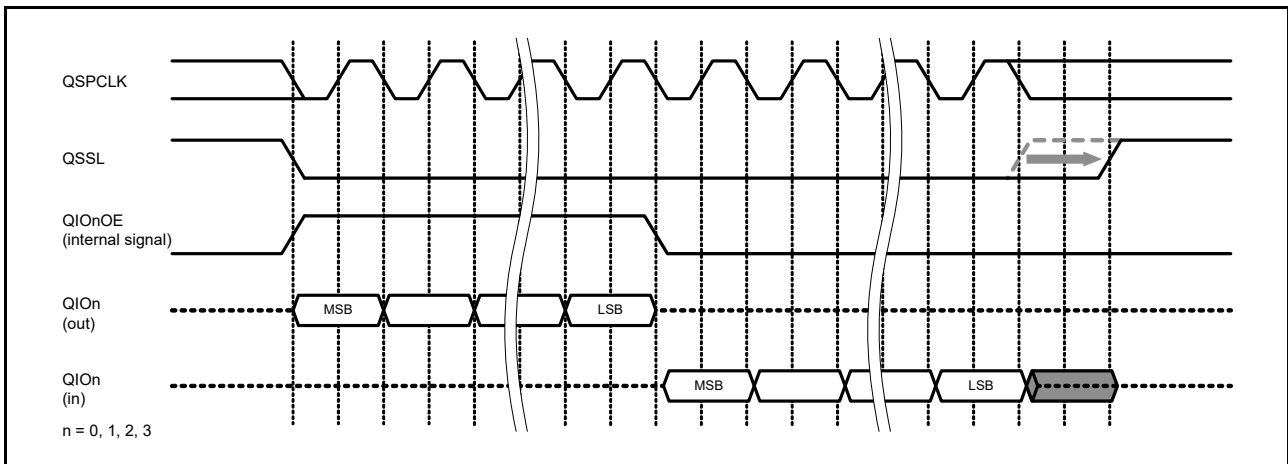 QSPCLK
QSSL
QIOnOE
(internal signal)
QIOn
(out)
MSB
LSB
QIOn
(in)
MSB
LSB
n = 0, 1, 2, 3